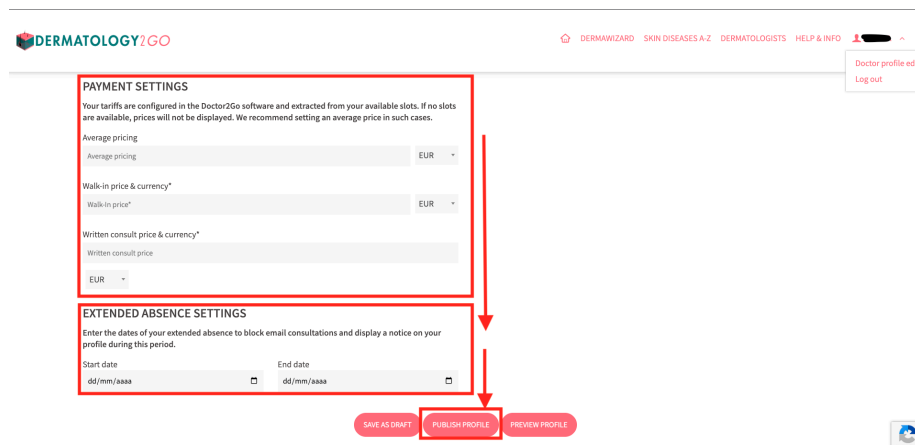 DERMATOLOGY2GO
DERMAWIZARD SKIN DISEASES A-Z DERMATOLOGISTS HELP & INFO
Doctor profile ed
Log out
PAYMENT SETTINGS
Your tariffs are configured in the Doctor2Go software and extracted from your available slots. If no slots
are available, prices will not be displayed. We recommend setting an average price in such cases.
Average pricing
Average pricing EUR
Walk-in price & currency*
Walk-In price* EUR
Written consult price & currency*
Written consult price
EUR
EXTENDED ABSENCE SETTINGS
Enter the dates of your extended absence to block email consultations and display a notice on your
profile during this period.
Start date End date
dd/mm/aaaa dd/mm/aaaa
SAVE AS DRAFT PUBLISH PROFILE PREVIEW PROFILE